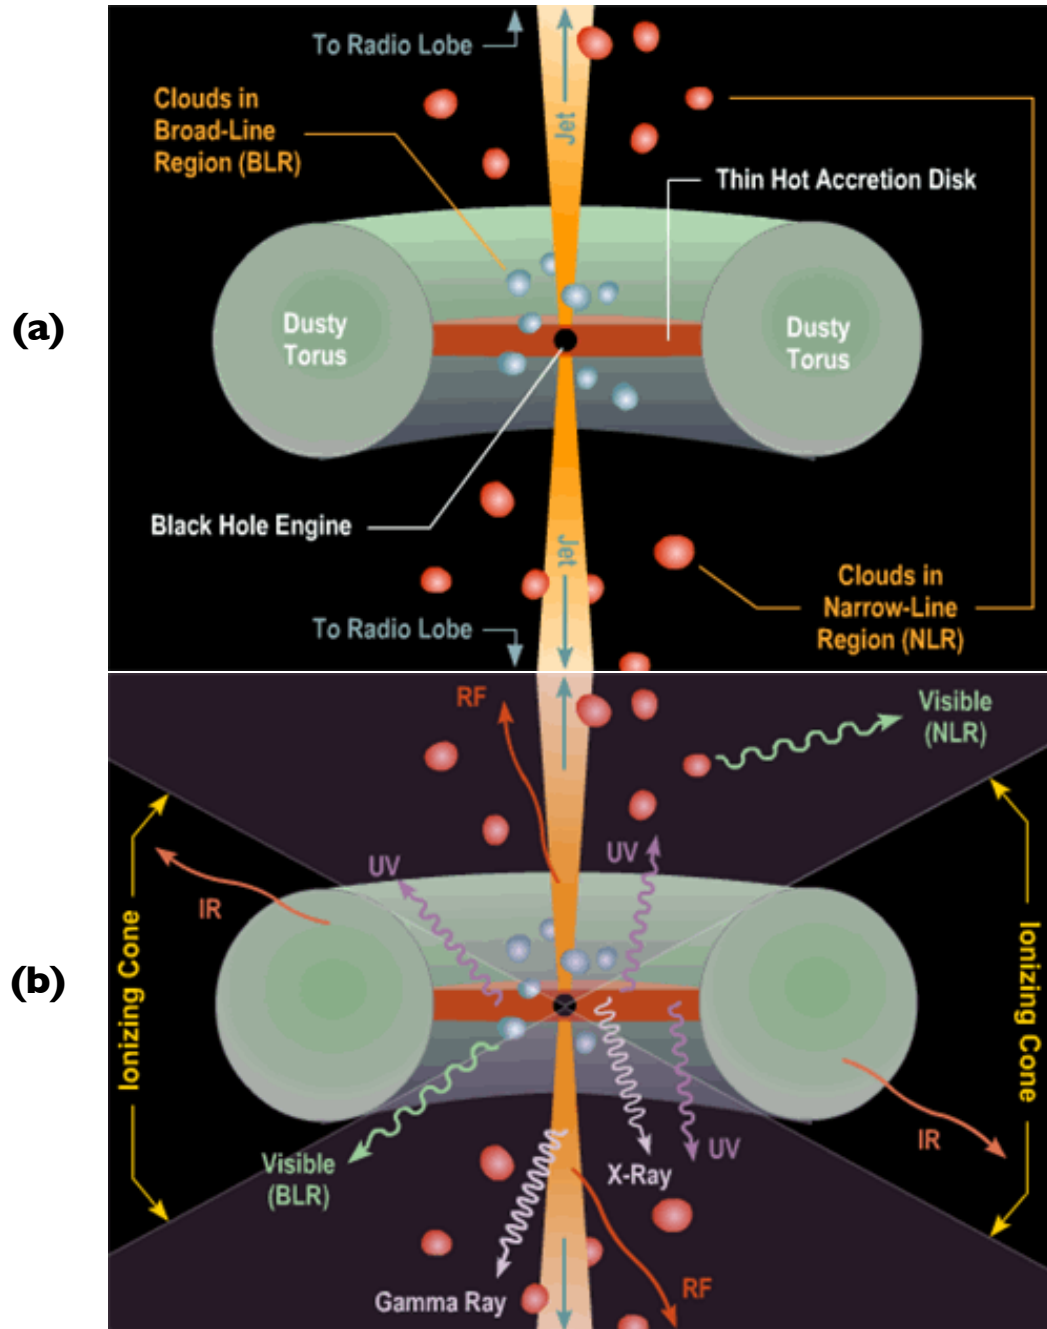 (a)
To Radio Lobe
Jet
Clouds in
Broad-Line
Region (BLR)
Thin Hot Accretion Disk
Dusty
Torus
Dusty
Torus
Black Hole Engine
Jet
Clouds in
Narrow-Line
Region (NLR)
To Radio Lobe
(b)
RF
Visible
(NLR)
UV
UV
IR
Ionizing Cone
Ionizing Cone
Visible
(BLR)
X-Ray
UV
IR
Gamma Ray
RF